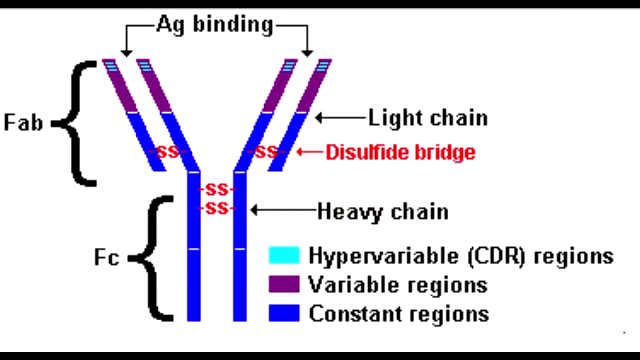 Ag binding
Fab
Light chain
SS
SS
Disulfide bridge
SS
SS
Heavy chain
Fc
Hypervariable (CDR) regions
Variable regions
Constant regions